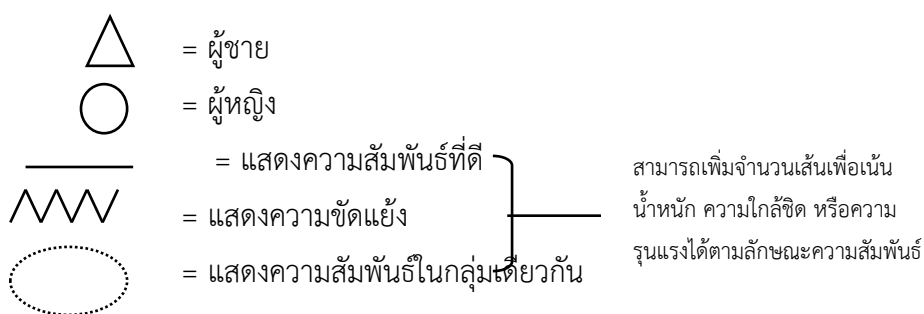 = ผู้ชาย
= ผู้หญิง
= แสดงความสัมพันธ์ที่ดี
= แสดงความขัดแย้ง
= แสดงความสัมพันธ์ในกลุ่มเดียวกัน
สามารถเพิ่มจำนวนเส้นเพื่อเน้น
น้ำหนัก ความใกล้ชิด หรือความ
รุนแรงได้ตามลักษณะความสัมพันธ์